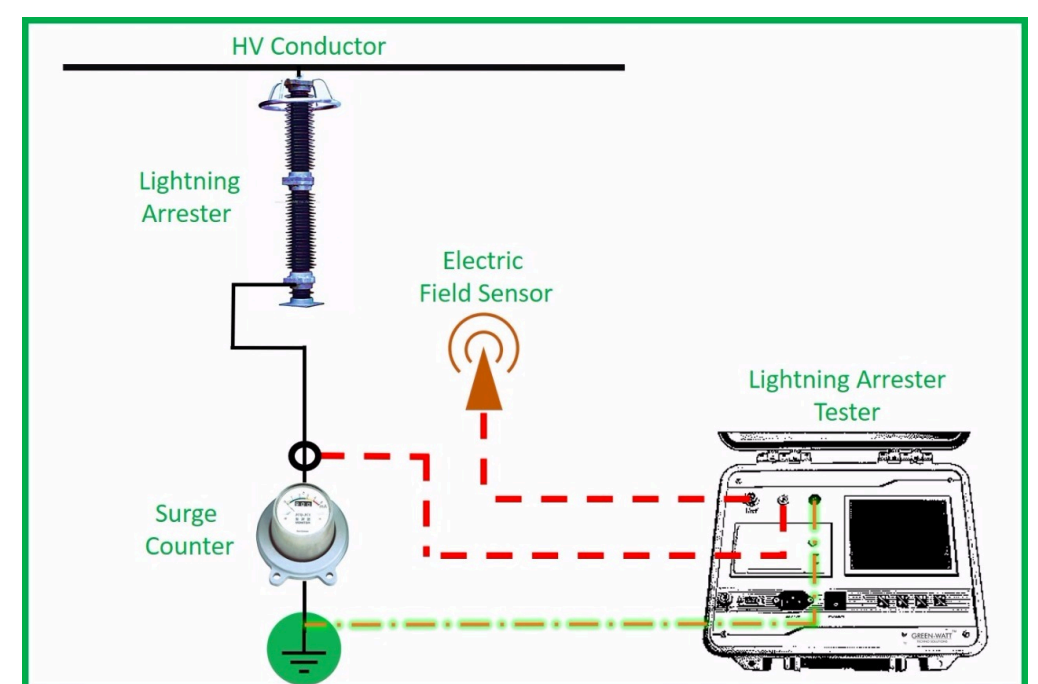 HV Conductor
Lightning
Arrester
Electric
Field Sensor
Lightning Arrester
Tester
Surge
Counter
GREEN-WATT